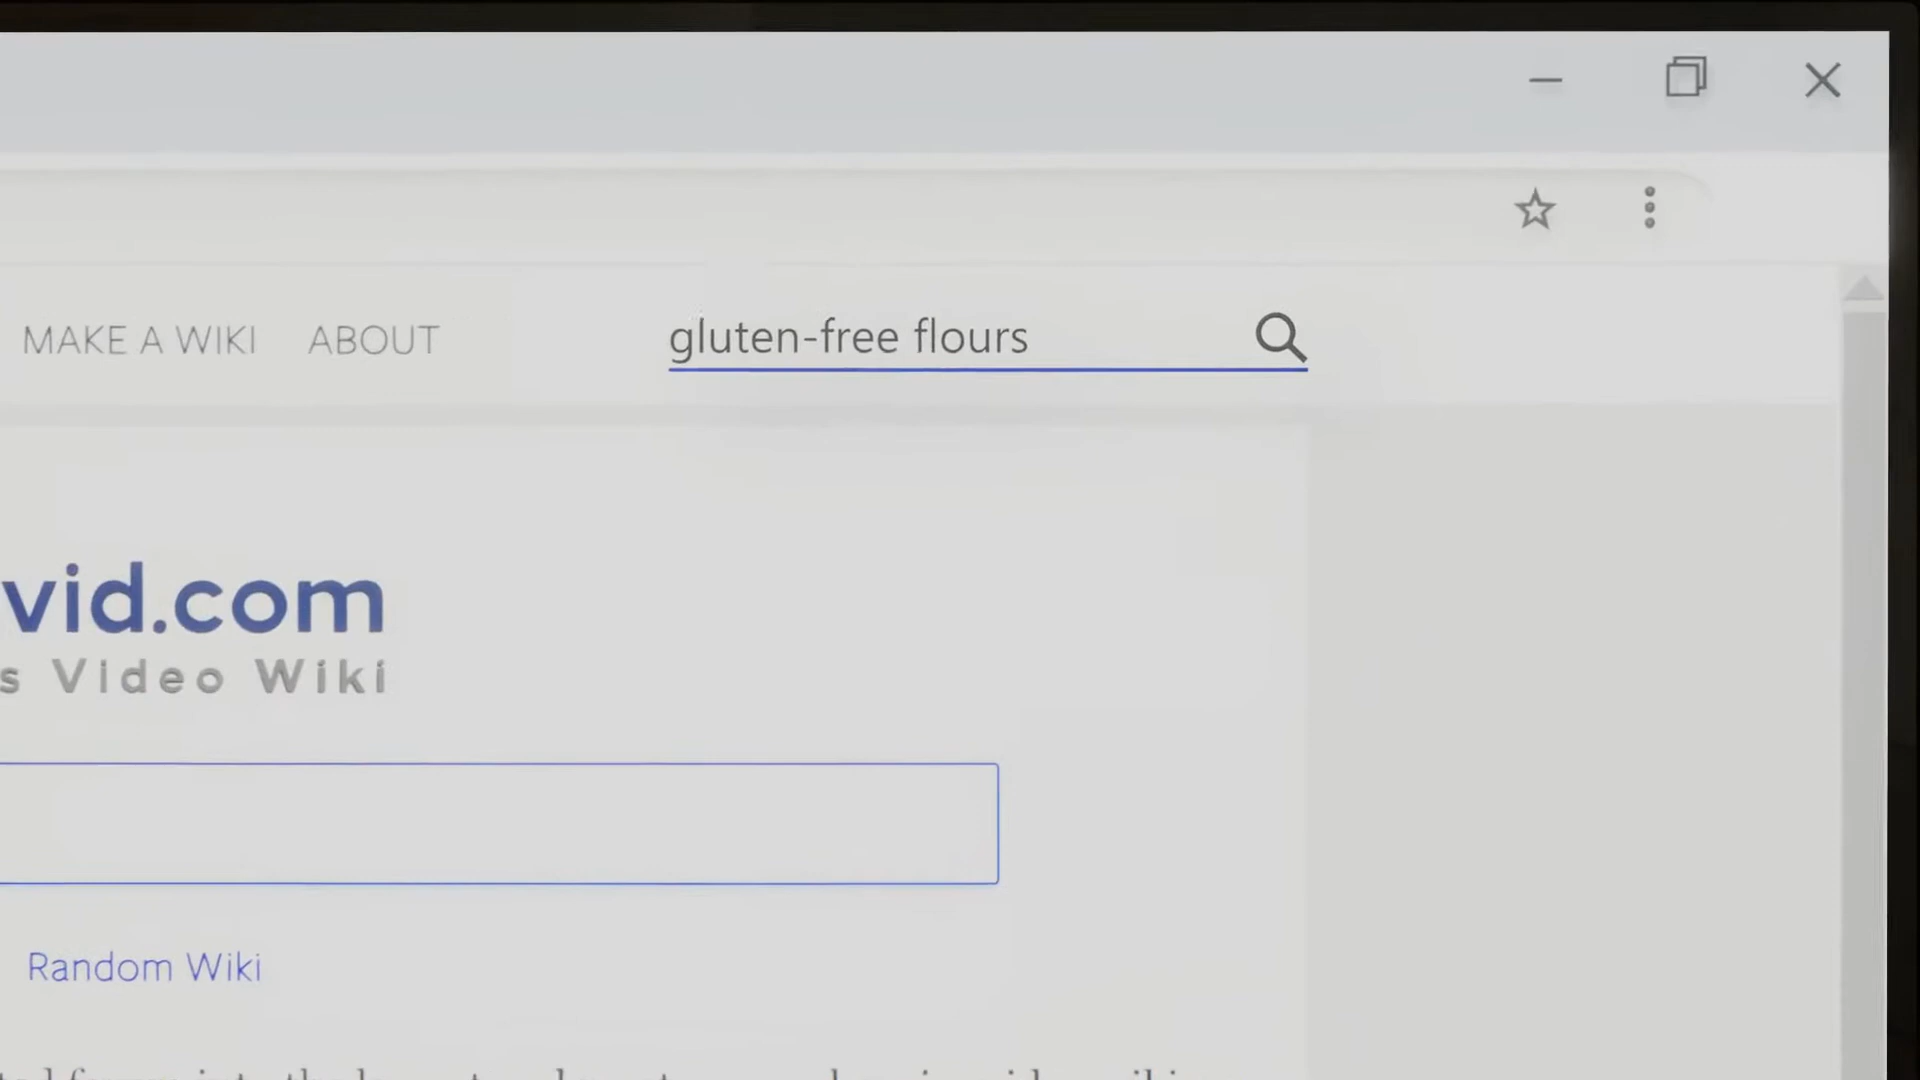 MAKE A WIKI ABOUT gluten-free flours
vid.com
s Video Wiki
Random Wiki